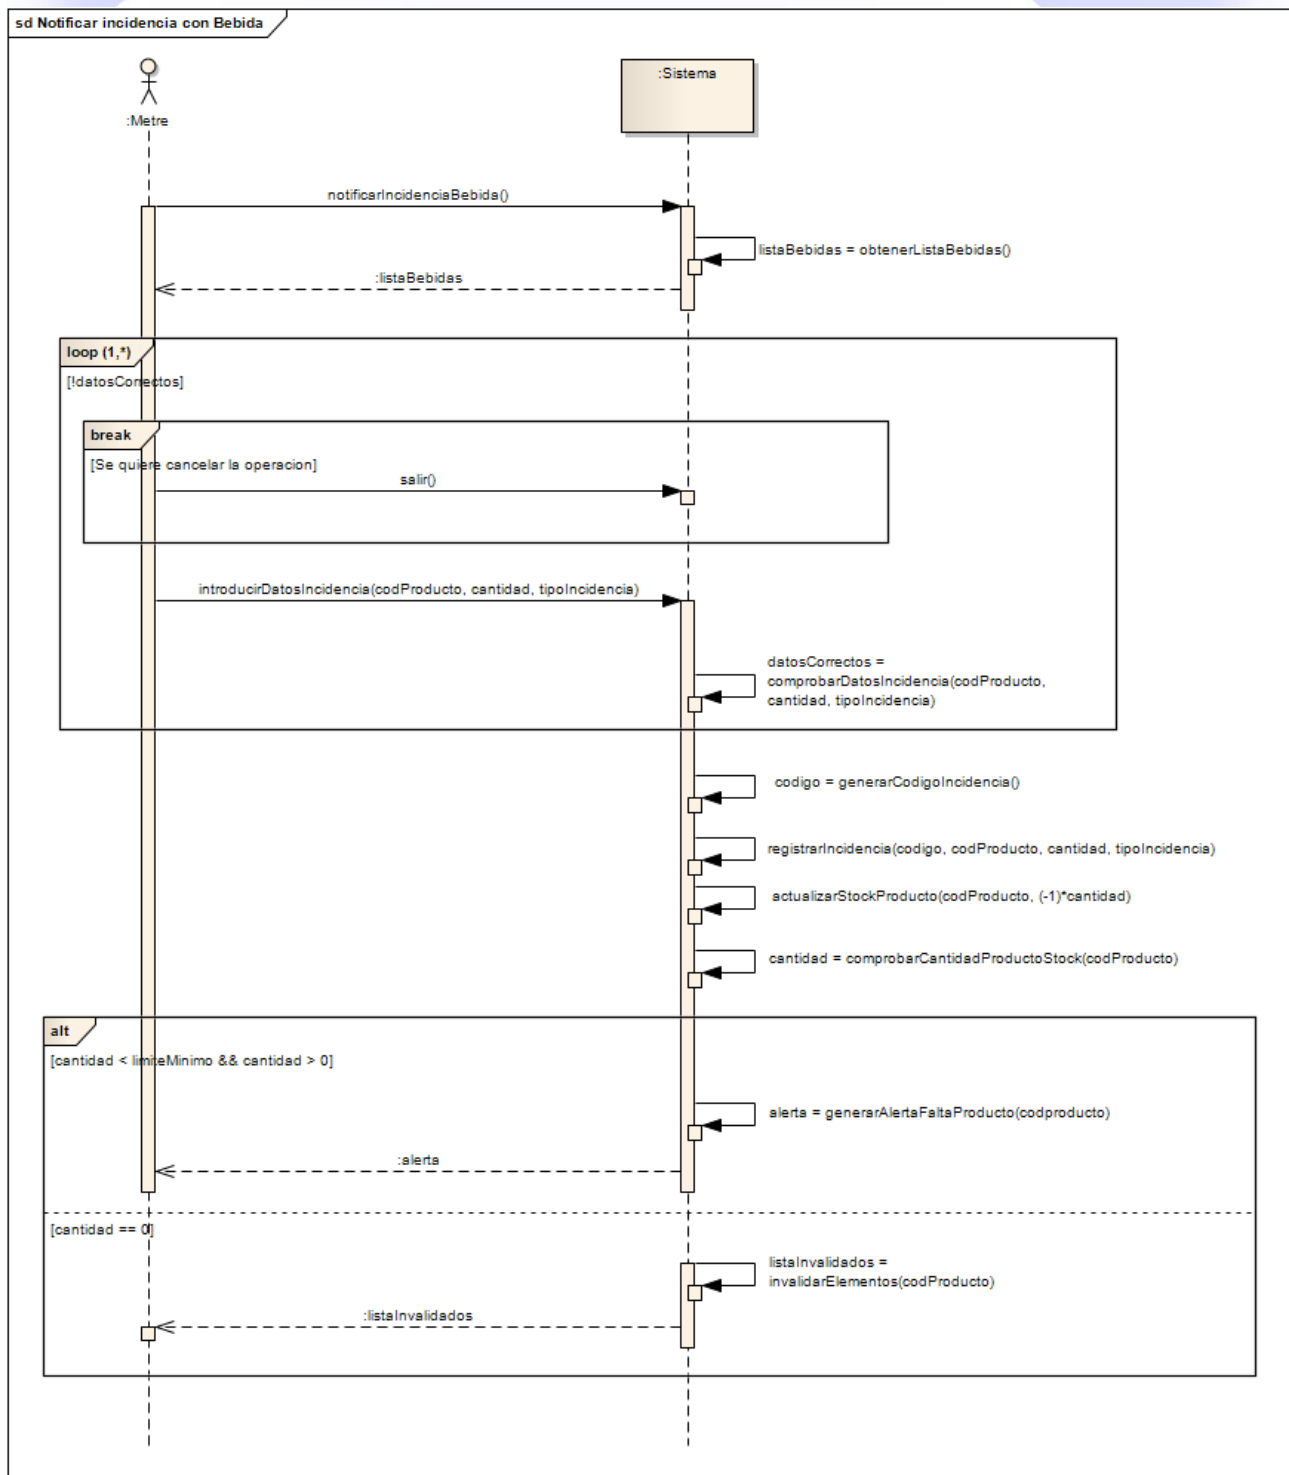 sd Notificar incidencia con Bebida
:Sistema
:Metre
notificarIncidenciaBebida()
listaBebidas = obtenerListaBebidas()
:listaBebidas
loop (1,*)
[!datosCorrectos]
break
[Se quiere cancelar la operacion]
salir()
introducirDatosIncidencia(codProducto, cantidad, tipoIncidencia)
datosCorrectos =
comprobarDatosIncidencia(codProducto,
cantidad, tipoIncidencia)
codigo = generarCodigoIncidencia()
registrarIncidencia(codigo, codProducto, cantidad, tipoIncidencia)
actualizarStockProducto(codProducto, (-1)*cantidad)
cantidad = comprobarCantidadProductoStock(codProducto)
alt
[cantidad < limiteMinimo && cantidad > 0]
alerta = generarAlertaFaltaProducto(codproducto)
:alerta
[cantidad == 0]
listaInvalidados =
invalidarElementos(codProducto)
:listaInvalidados